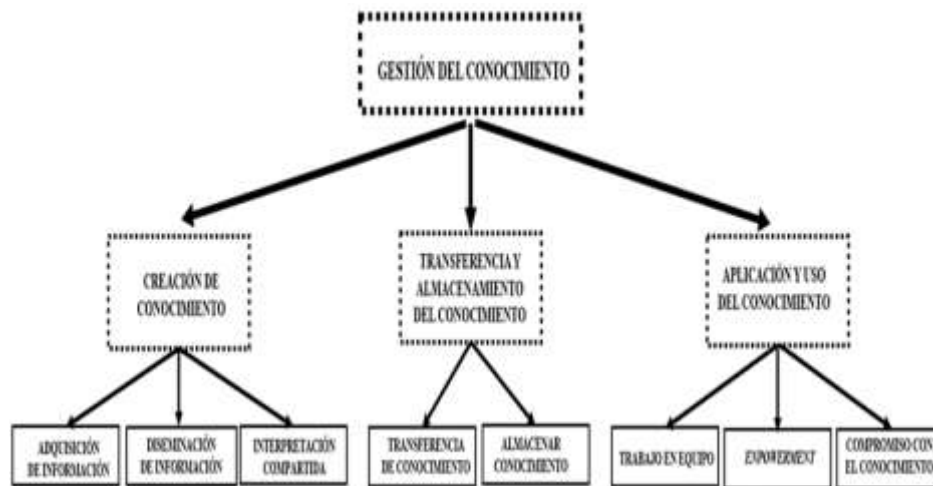 GESTIÓN DEL CONOCIMIENTO
CREACIÓN DE
CONOCIMIENTO
TRANSFERENCIA Y
ALMACENAMIENTO
DEL CONOCIMIENTO
APLICACIÓN Y USO
DEL CONOCIMIENTO
ADQUISICIÓN
DE INFORMACIÓN
DISEMINACIÓN
DE INFORMACIÓN
INTERPRETACIÓN
COMPARTIDA
TRANSFERENCIA
DE CONOCIMIENTO
ALMACENAR
CONOCIMIENTO
TRABAJO EN EQUIPO
ENPOWERMENT
COMPROMISO CON
EL CONOCIMIENTO